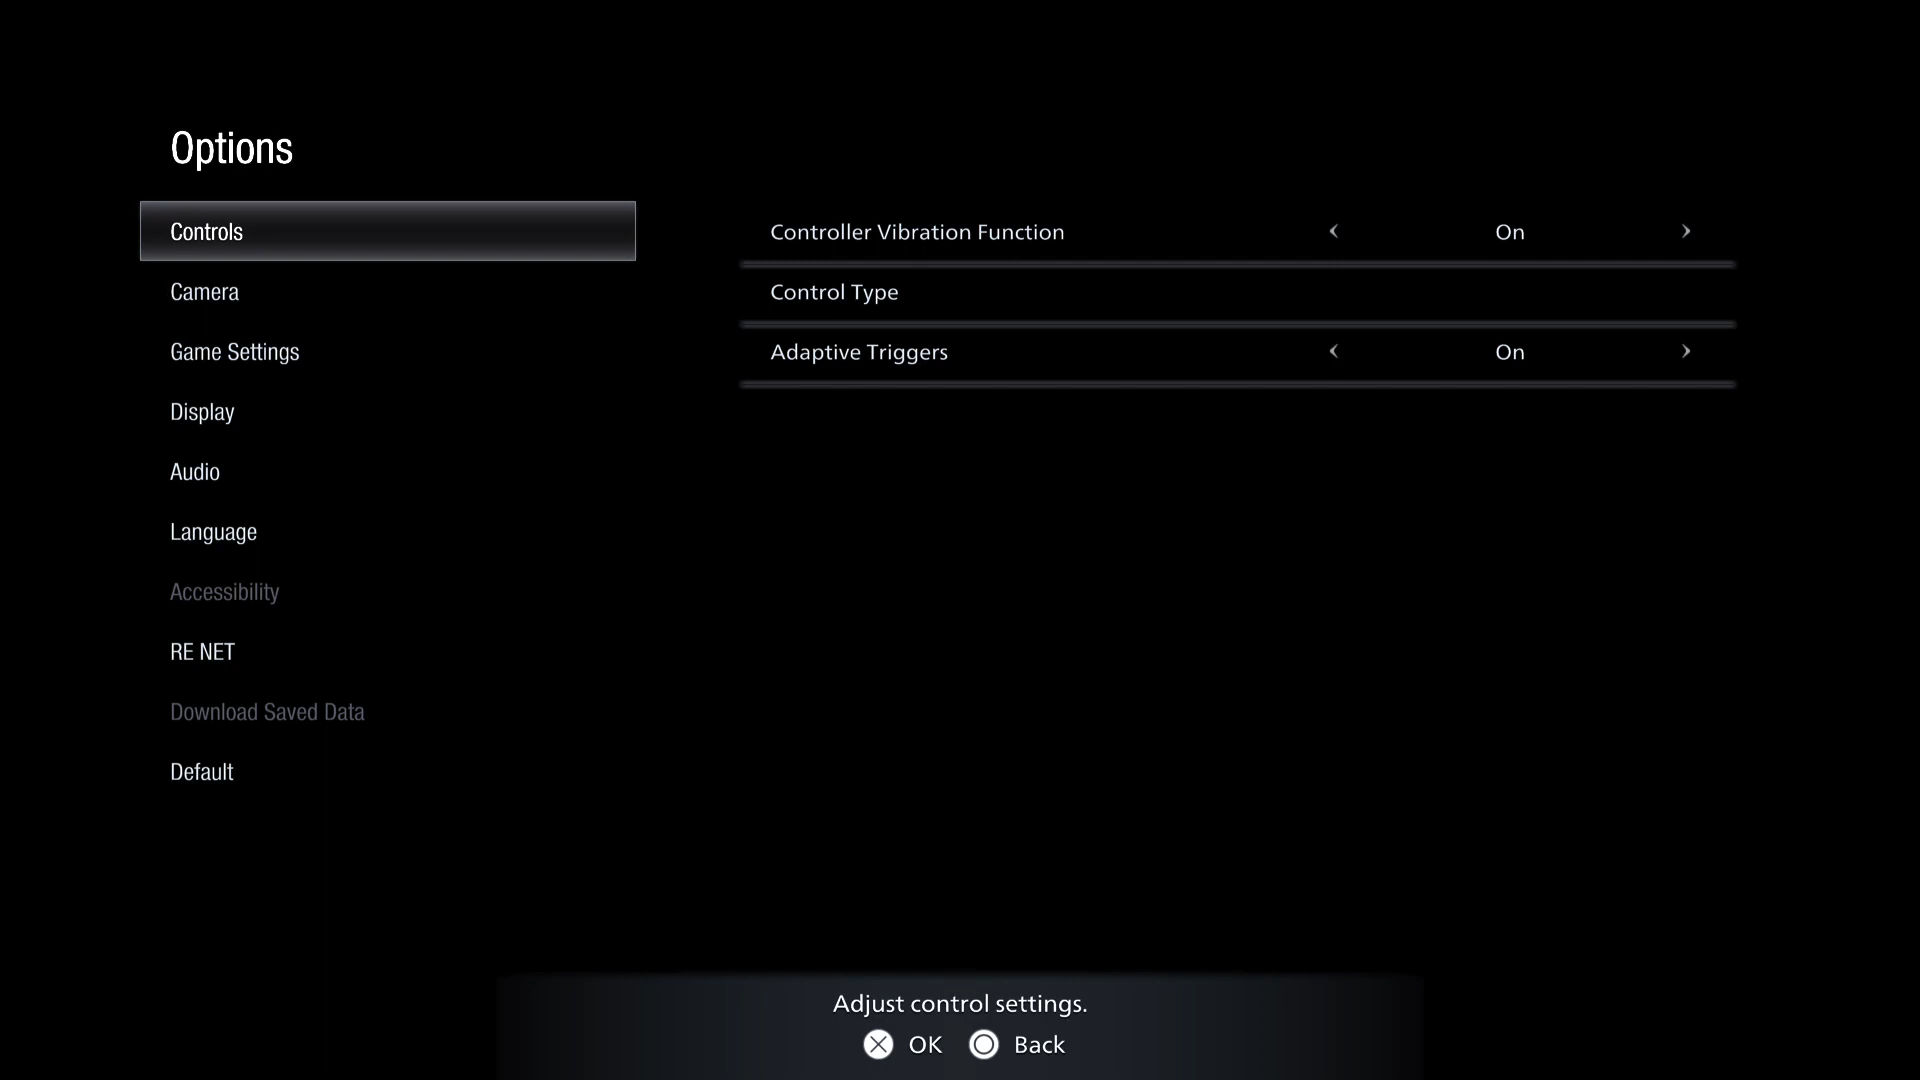 Options
Controls
Camera
Game Settings
Display
Audio
Language
Accessibility
RE NET
Download Saved Data
Default
Controller Vibration Function On
Control Type
Adaptive Triggers On
Adjust control settings.
OK Back